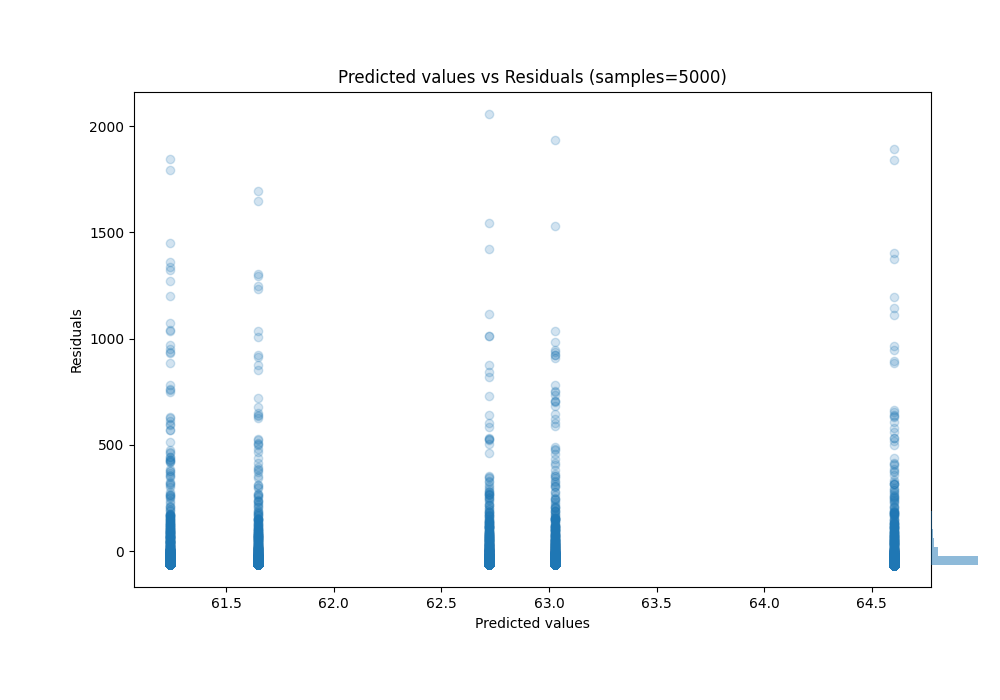 Predicted values vs Residuals (samples=5000)
2000
1500
1000
500
0
Residuals
61.5 62.0 62.5 63.0 63.5 64.0 64.5
Predicted values